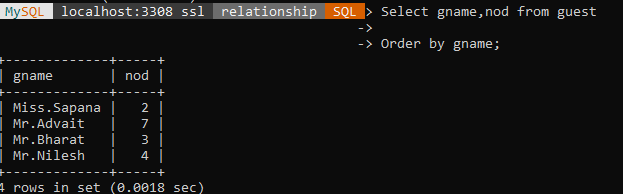 MySQL localhost:3308 ssl relationship SQL > Select gname,nod from guest
->
-> Order by gname;
+-------------+-----+
| gname       | nod |
+-------------+-----+
| Miss.Sapana |   2 |
| Mr.Advait   |   7 |
| Mr.Bharat   |   3 |
| Mr.Nilesh   |   4 |
+-------------+-----+
4 rows in set (0.0018 sec)